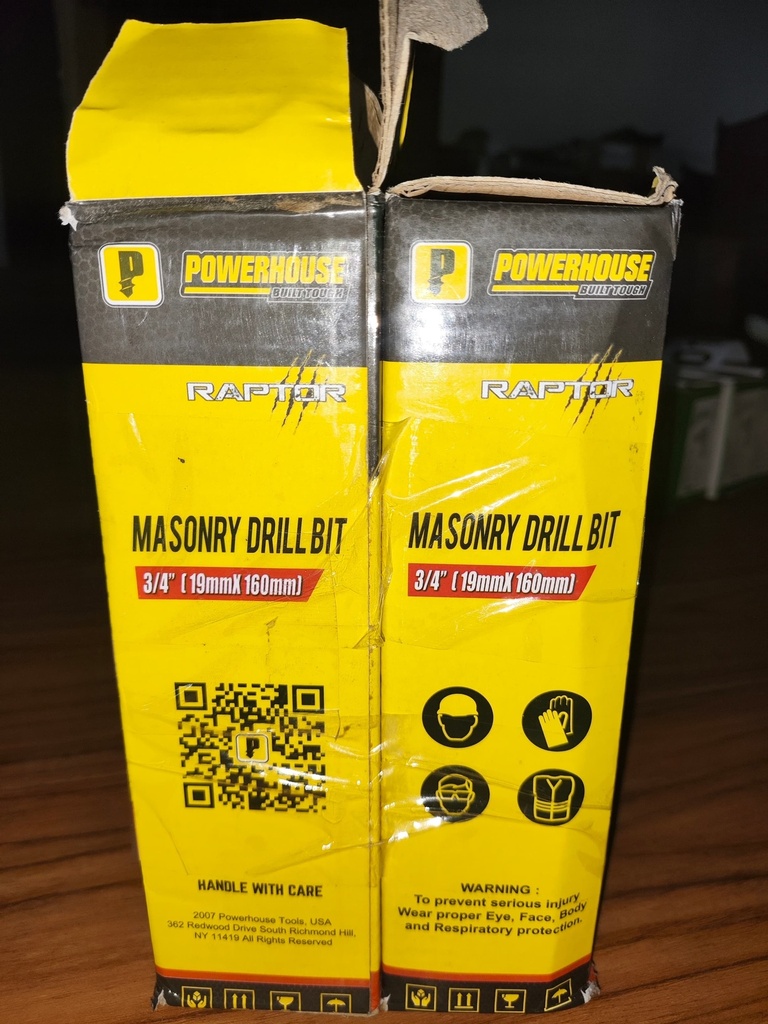 P POWERHOUSE
BUILT TOUGH
RAPTOR
MASONRY DRILL BIT
3/4" (19mmX 160mm)
P
HANDLE WITH CARE
2007 Powerhouse Tools, USA
362 Redwood Drive South Richmond Hill,
NY 11419 All Rights Reserved
P POWERHOUSE
BUILT TOUGH
RAPTOR
MASONRY DRILL BIT
3/4" (19mmX 160mm)
WARNING :
To prevent serious injury
Wear proper Eye, Face, Body
and Respiratory protection.